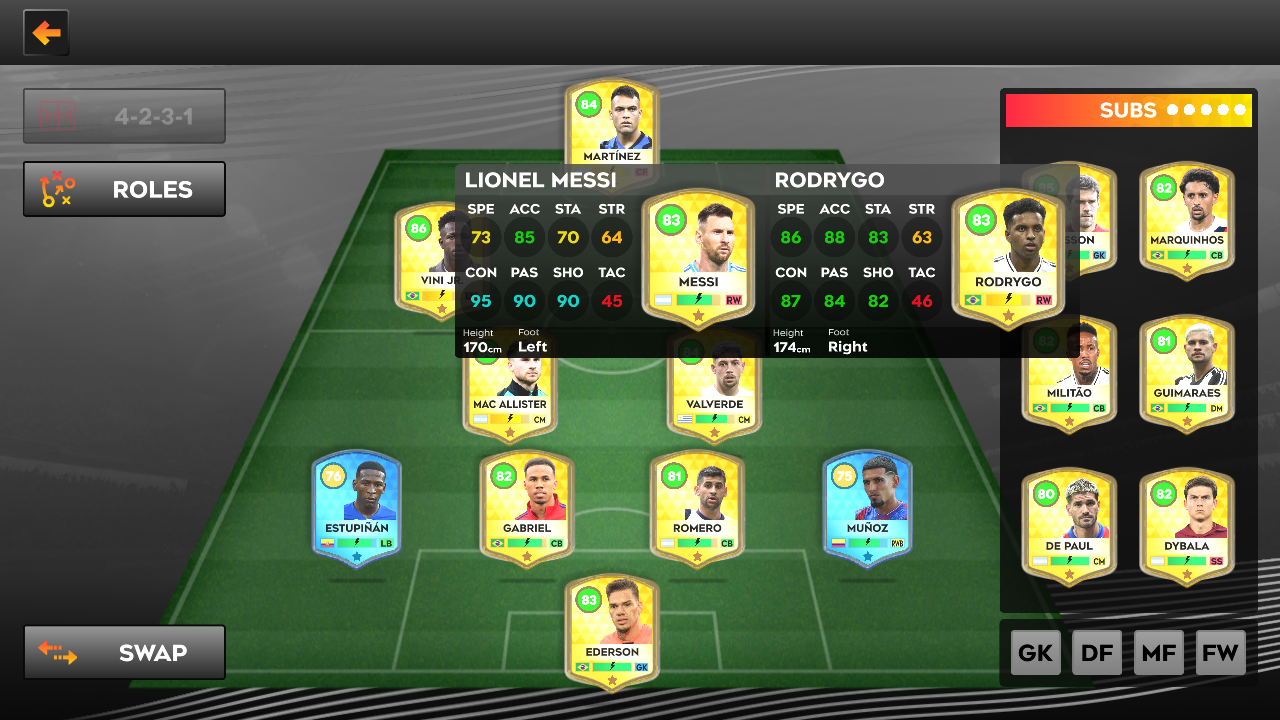 4-2-3-1
ROLES
SWAP
84
MARTÍNEZ
CF
86
VINI JR.
LIONEL MESSI
SPE ACC STA STR
73 85 70 64
CON PAS SHO TAC
95 90 90 45
Height Foot
170cm Left
83
MESSI
RW
RODRYGO
SPE ACC STA STR
86 88 83 63
CON PAS SHO TAC
87 84 82 46
Height Foot
174cm Right
83
RODRYGO
RW
MAC ALLISTER
CM
VALVERDE
CM
76
ESTUPIÑÁN
LB
82
GABRIEL
CB
81
ROMERO
CB
75
MUÑOZ
RWB
83
EDERSON
GK
SUBS
SSON
GK
82
MARQUINHOS
CB
82
MILITÃO
CB
81
GUIMARAES
DM
80
DE PAUL
CM
82
DYBALA
SS
GK DF MF FW